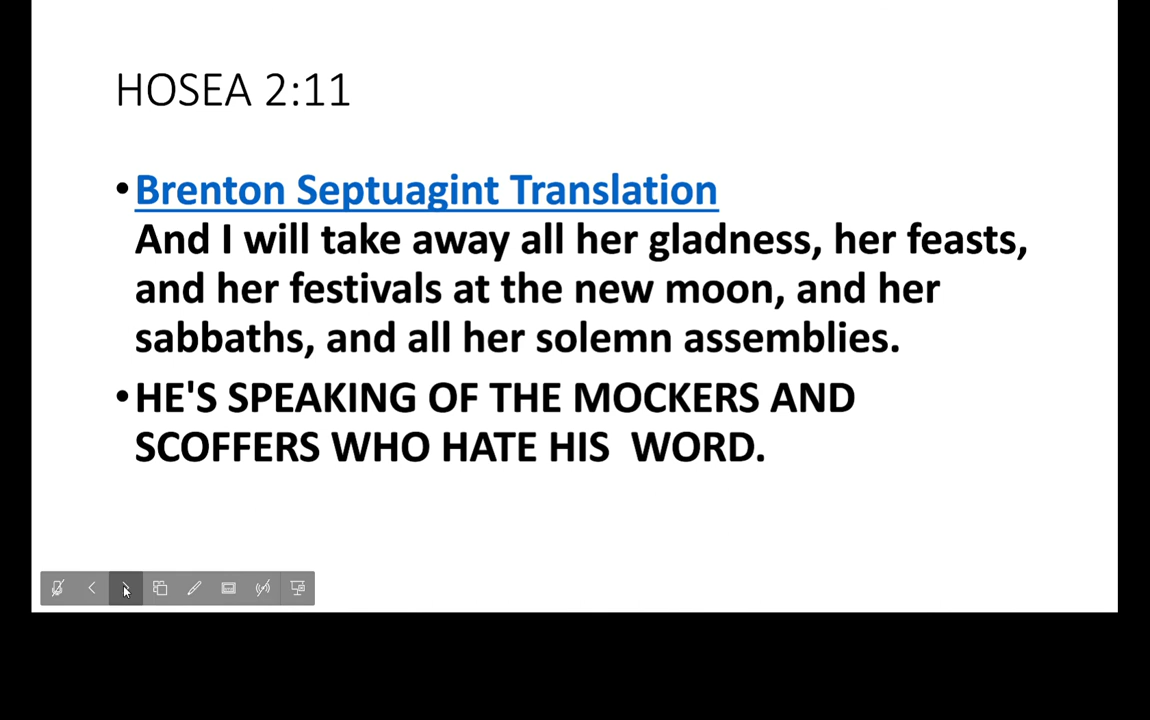 HOSEA 2:11
•Brenton Septuagint Translation
And I will take away all her gladness, her feasts,
and her festivals at the new moon, and her
sabbaths, and all her solemn assemblies.
•HE'S SPEAKING OF THE MOCKERS AND
SCOFFERS WHO HATE HIS  WORD.